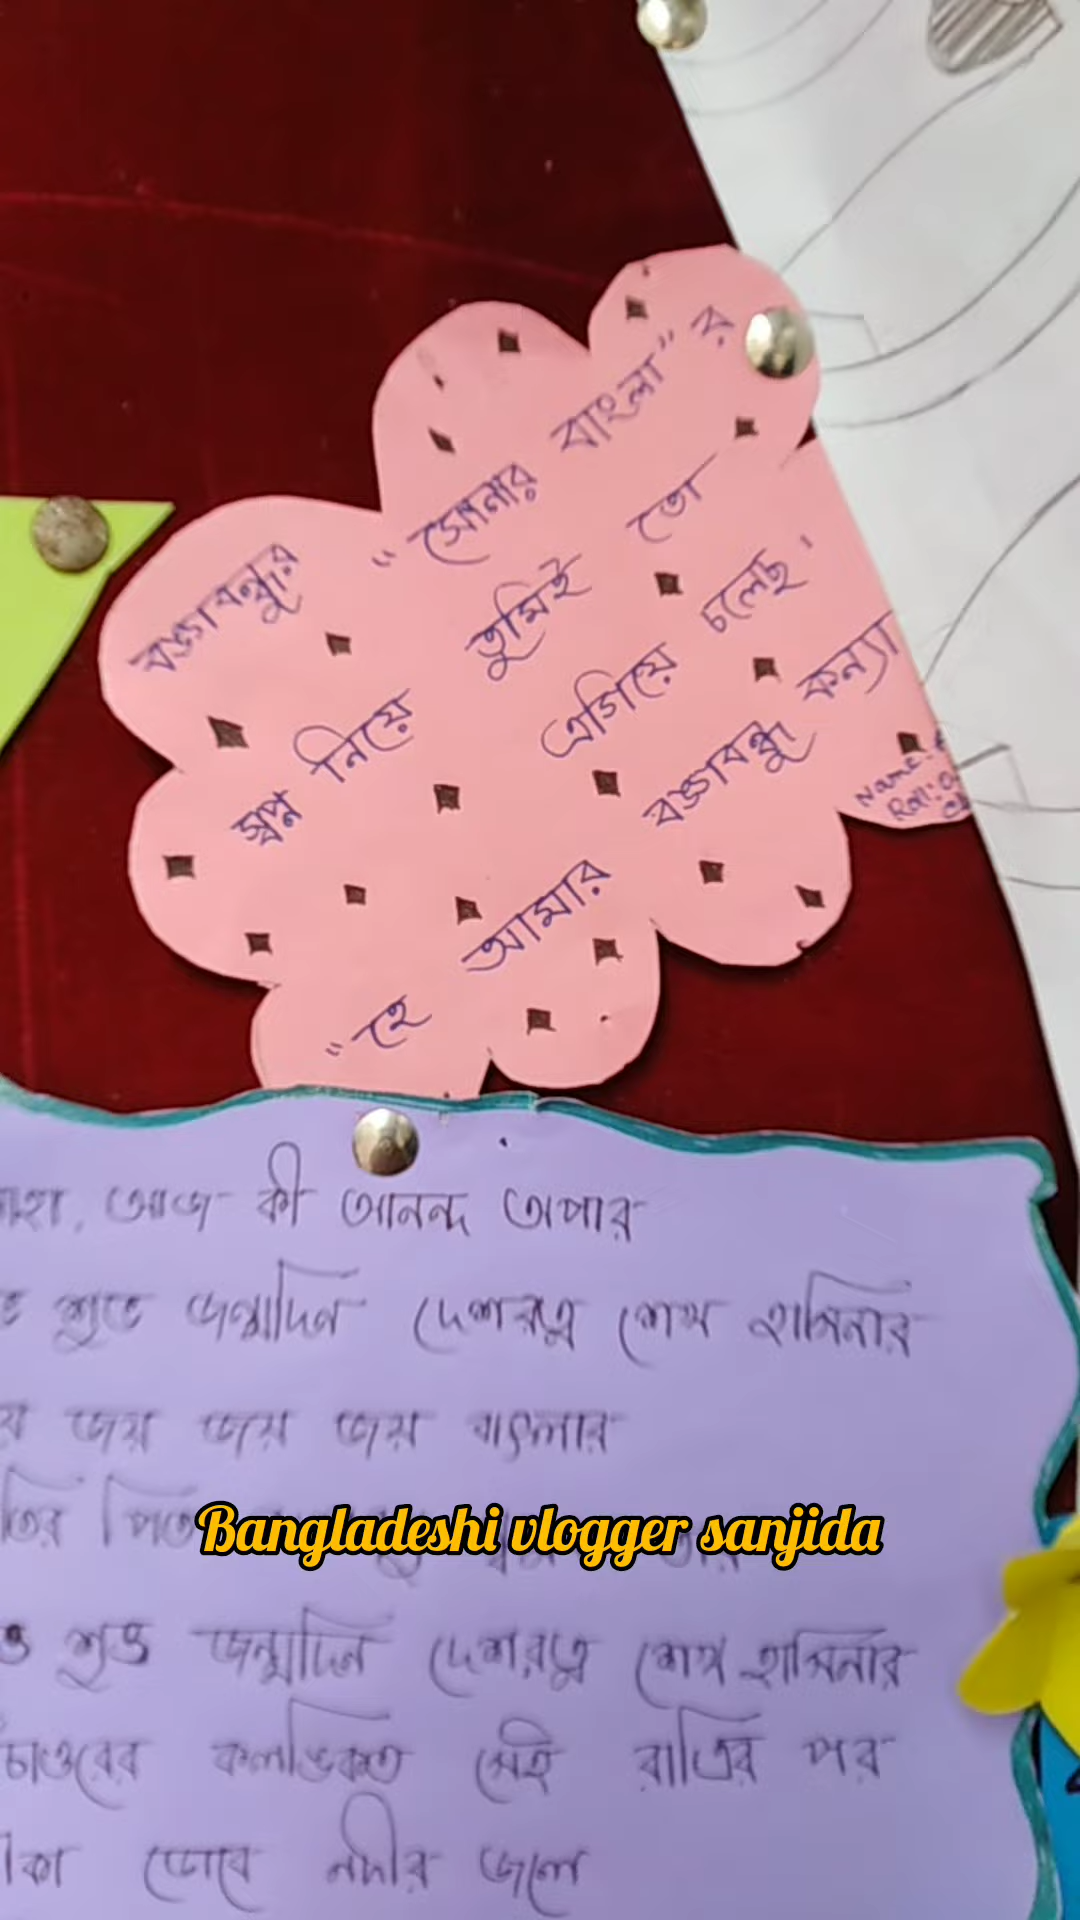 বঙ্গবন্ধুর "সোনার বাংলা" র
স্বপ্ন নিয়ে তুমিই তো
এগিয়ে চলেছ'
"হে আমার বঙ্গবন্ধু কন্যা
Name:
Roll:
আজ কী আনন্দ অপার
শুভ জন্মদিন দেশরত্ন শেখ হাসিনার
জয় জয় জয় বাংলার
পিতা
Bangladeshi vlogger sanjida
শুভ জন্মদিন দেশরত্ন শেখ হাসিনার
কলঙ্কিত সেই রাত্রির পর
ডোবে নদীর জলে